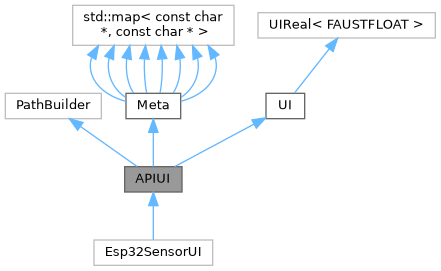 std::map< const char
*, const char * >
UIReal< FAUSTFLOAT >
PathBuilder
Meta
UI
APIUI
Esp32SensorUI